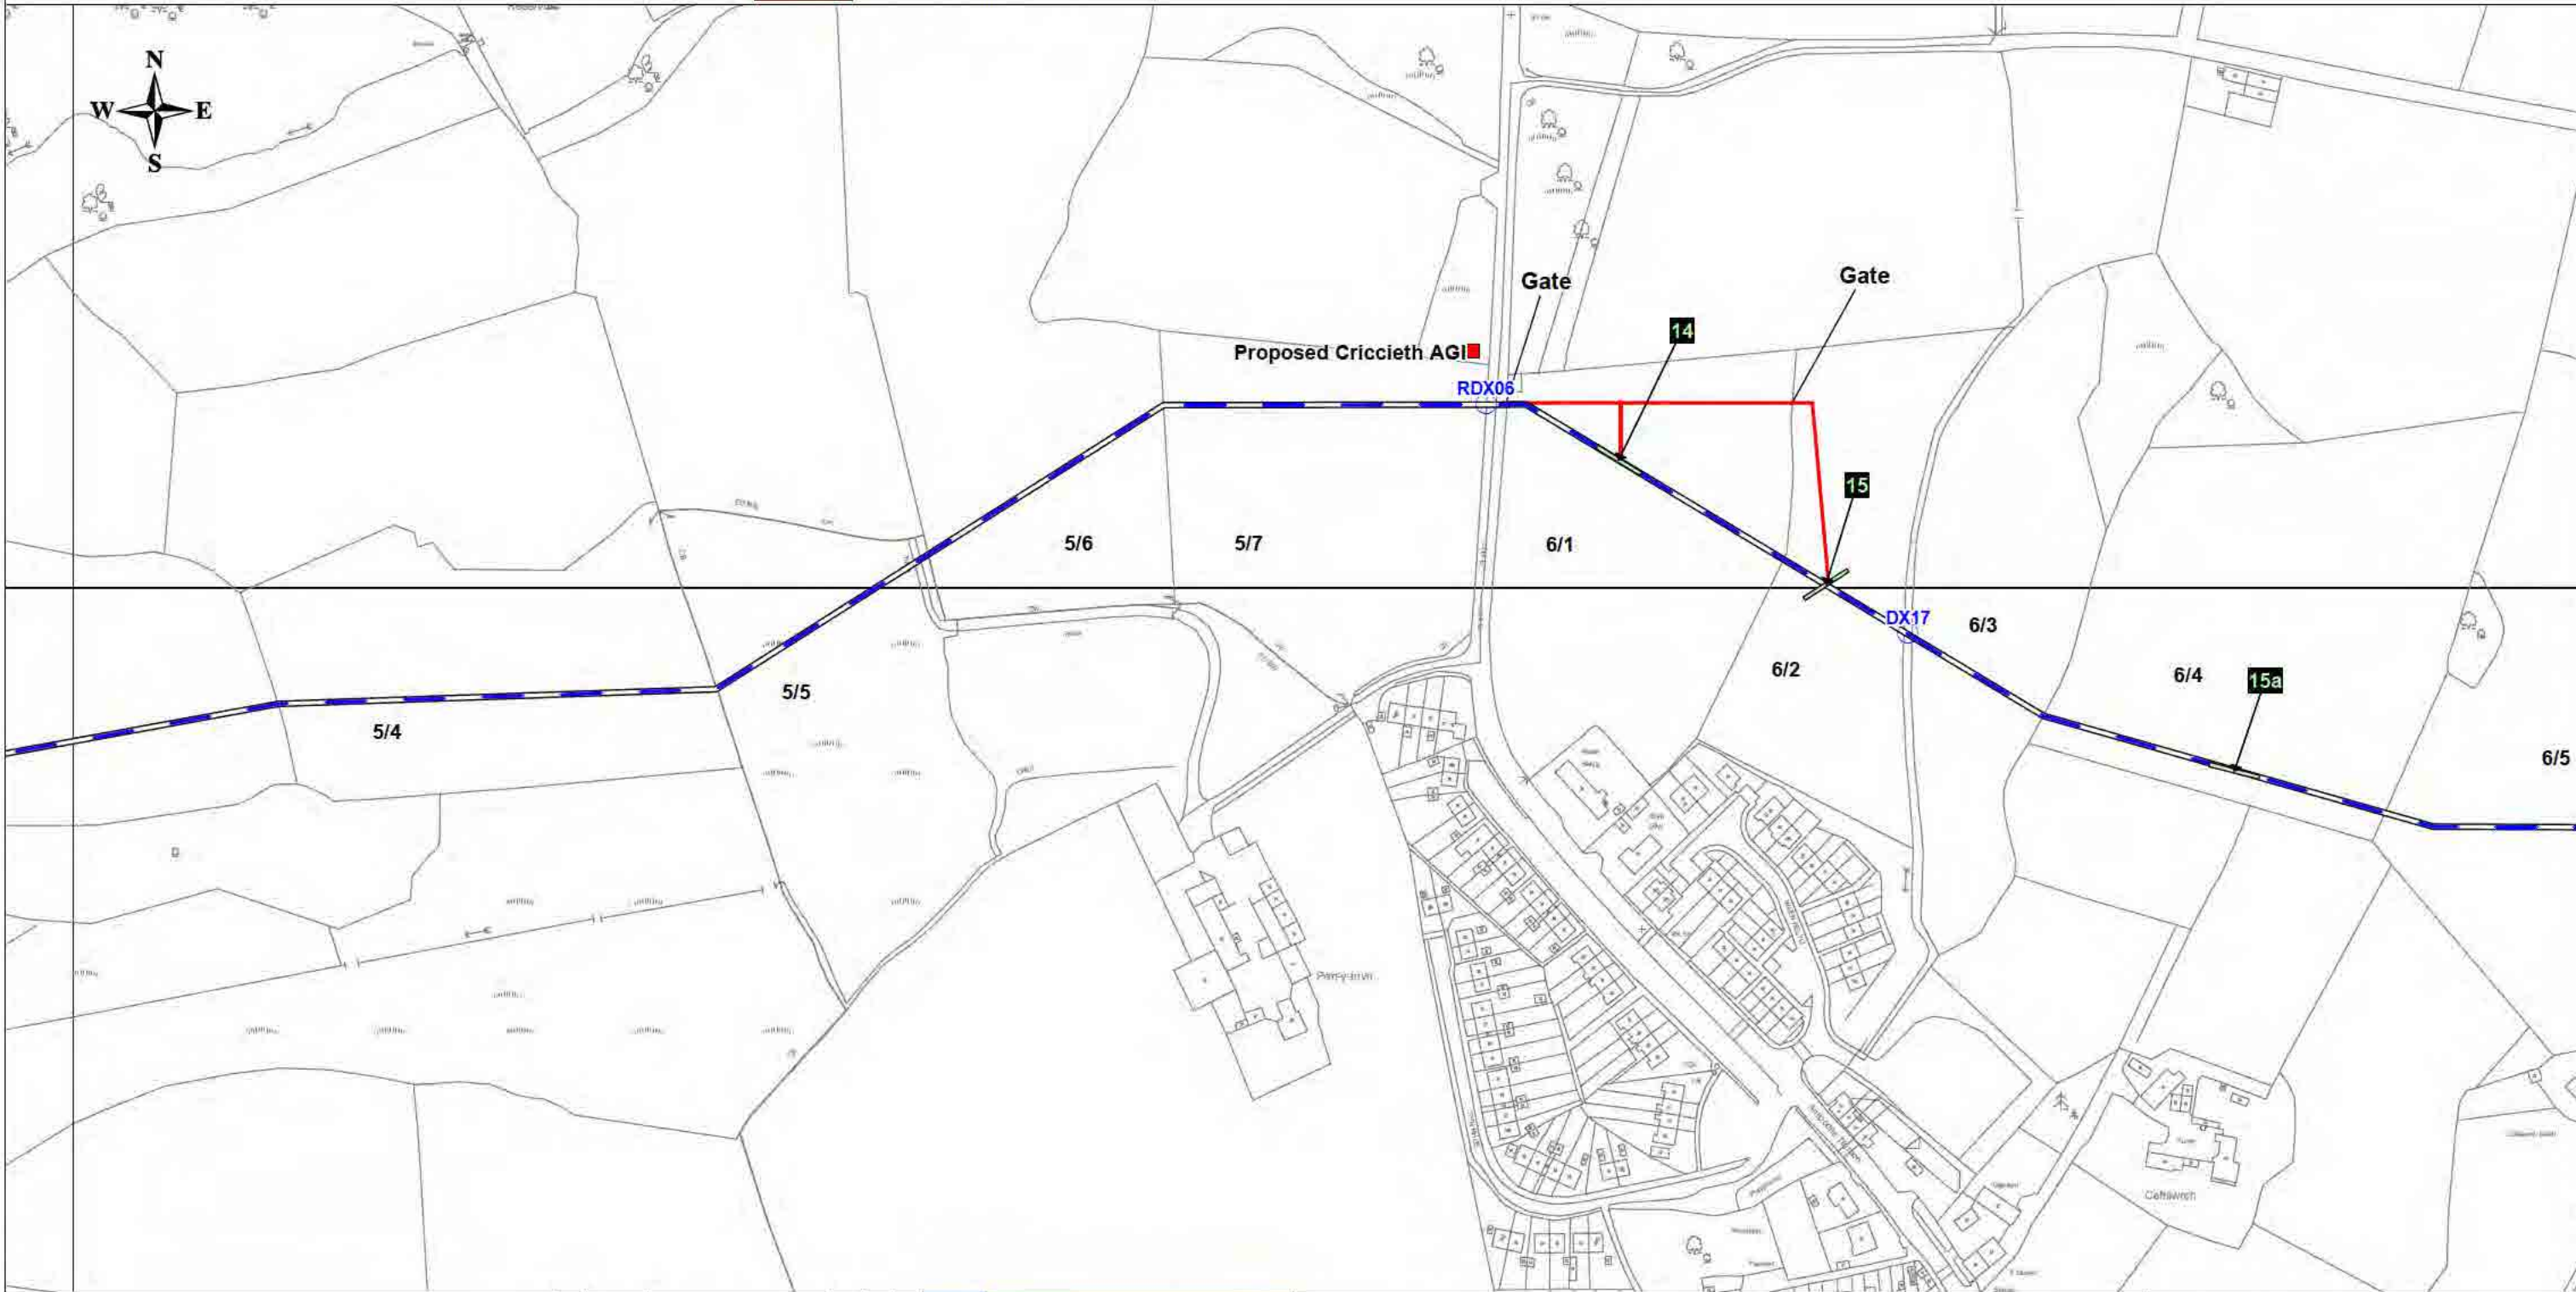 N
W E
S
Gate
Gate
14
Proposed Criccieth AGI
RDX06
15
5/6
5/7
6/1
DX17
6/3
6/2
6/4
15a
5/5
5/4
6/5